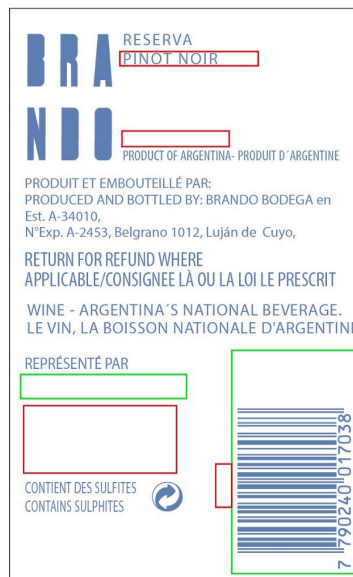 BRA
NDO
RESERVA
PINOT NOIR
PRODUCT OF ARGENTINA- PRODUIT D´ARGENTINE
PRODUIT ET EMBOUTEILLÉ PAR:
PRODUCED AND BOTTLED BY: BRANDO BODEGA en
Est. A-34010,
N°Exp. A-2453, Belgrano 1012, Luján de Cuyo,
RETURN FOR REFUND WHERE
APPLICABLE/CONSIGNEE LÀ OU LA LOI LE PRESCRIT
WINE - ARGENTINA´S NATIONAL BEVERAGE.
LE VIN, LA BOISSON NATIONALE D'ARGENTINE
REPRÉSENTÉ PAR
CONTIENT DES SULFITES
CONTAINS SULPHITES
7 790240 017038